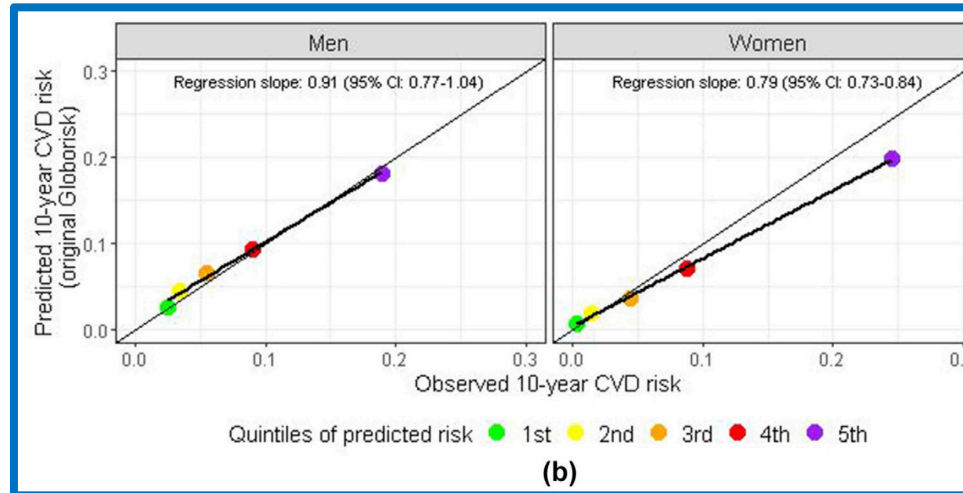 Men
Women
Regression slope: 0.91 (95% CI: 0.77-1.04)
Regression slope: 0.79 (95% CI: 0.73-0.84)
Predicted 10-year CVD risk
(original Globorisk)
0.3
0.2
0.1
0.0
0.0 0.1 0.2 0.3
0.0 0.1 0.2
Observed 10-year CVD risk
Quintiles of predicted risk 1st 2nd 3rd 4th 5th
(b)